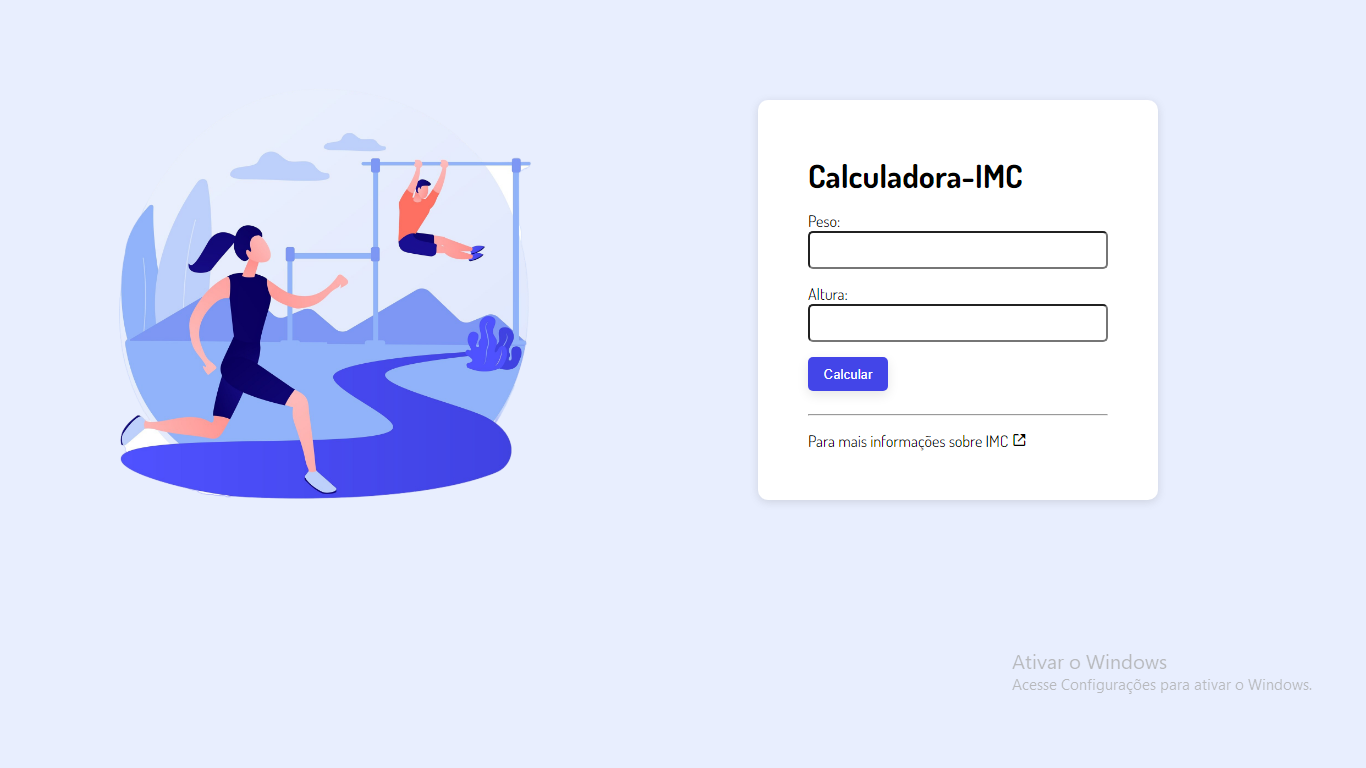 Calculadora-IMC
Peso:
Altura:
Calcular
Para mais informações sobre IMC
Ativar o Windows
Acesse Configurações para ativar o Windows.